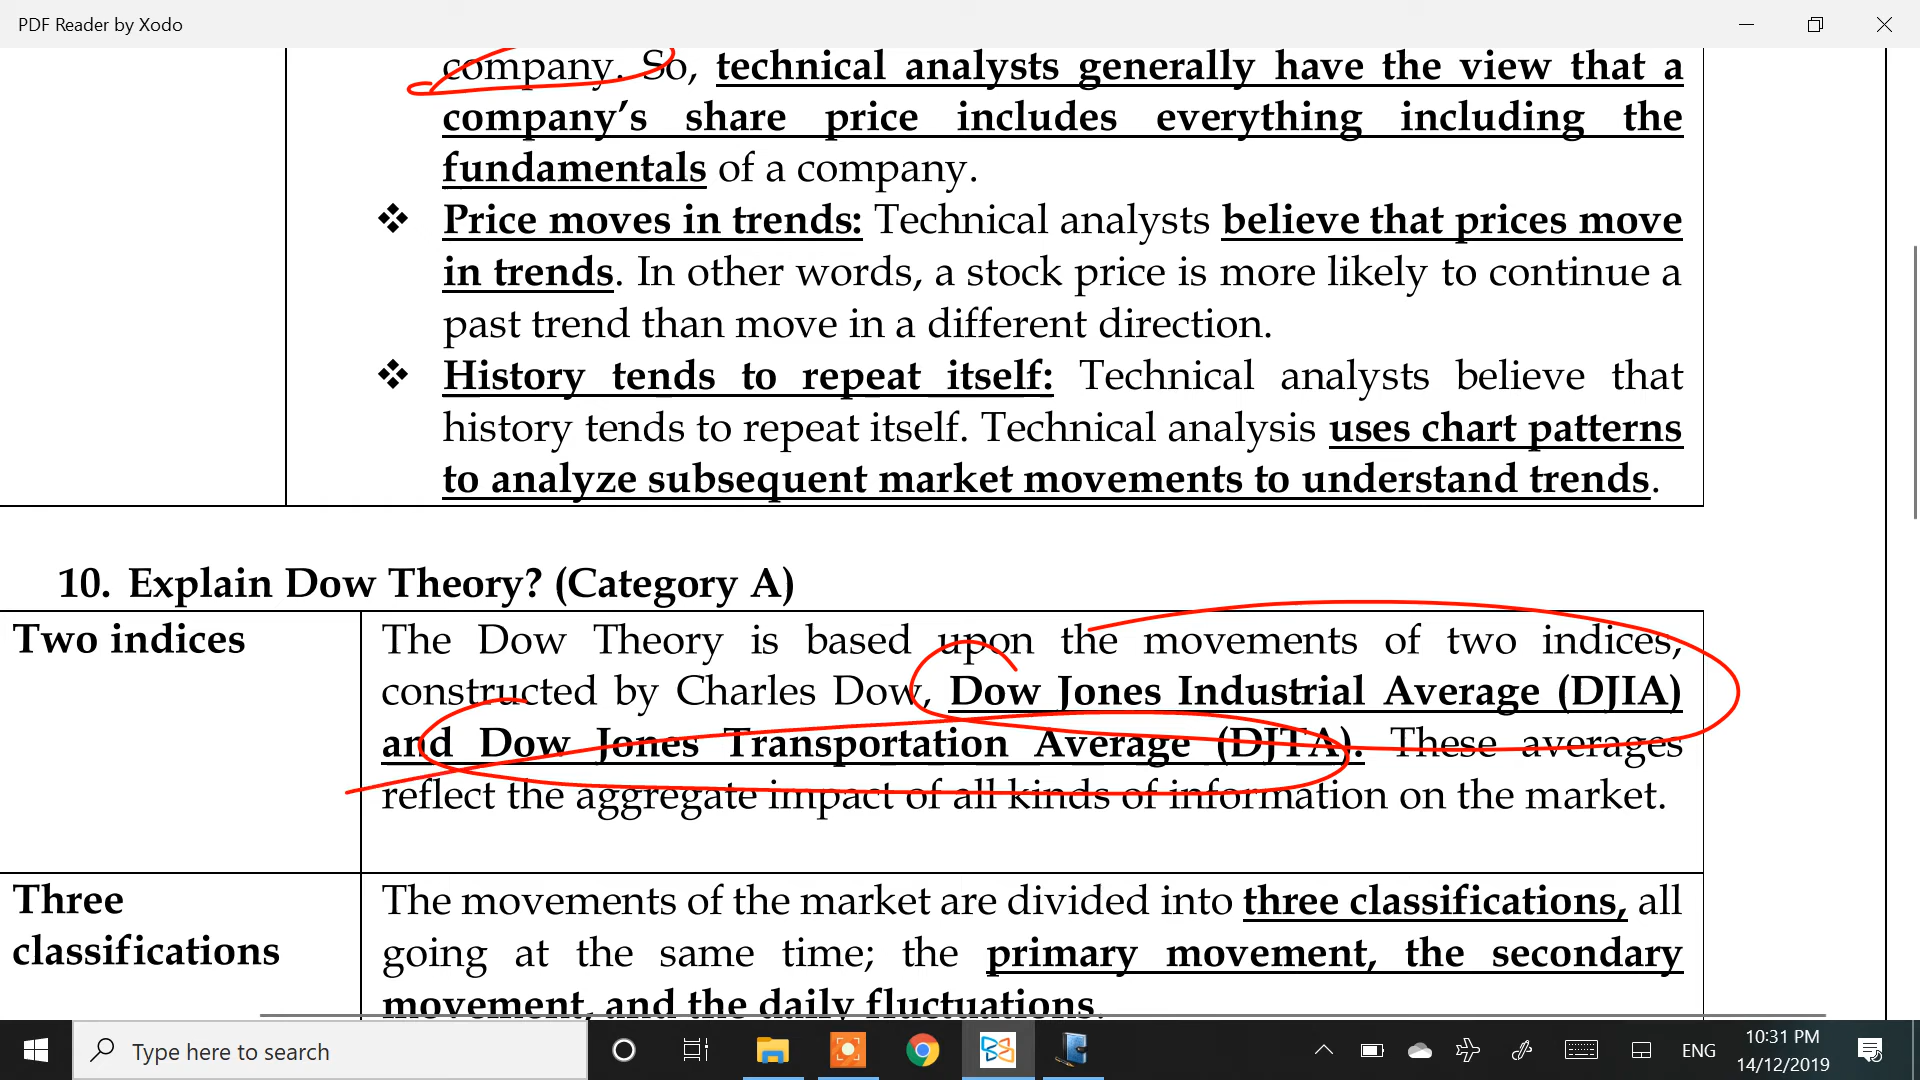 PDF Reader by Xodo
company. So, technical analysts generally have the view that a
company’s share price includes everything including the
fundamentals of a company.
❖ Price moves in trends: Technical analysts believe that prices move
in trends. In other words, a stock price is more likely to continue a
past trend than move in a different direction.
❖ History tends to repeat itself: Technical analysts believe that
history tends to repeat itself. Technical analysis uses chart patterns
to analyze subsequent market movements to understand trends.
10. Explain Dow Theory? (Category A)
Two indices
The Dow Theory is based upon the movements of two indices,
constructed by Charles Dow, Dow Jones Industrial Average (DJIA)
and Dow Jones Transportation Average (DJTA). These averages
reflect the aggregate impact of all kinds of information on the market.
Three
classifications
The movements of the market are divided into three classifications, all
going at the same time; the primary movement, the secondary
movement, and the daily fluctuations.
Type here to search
ENG
10:31 PM
14/12/2019